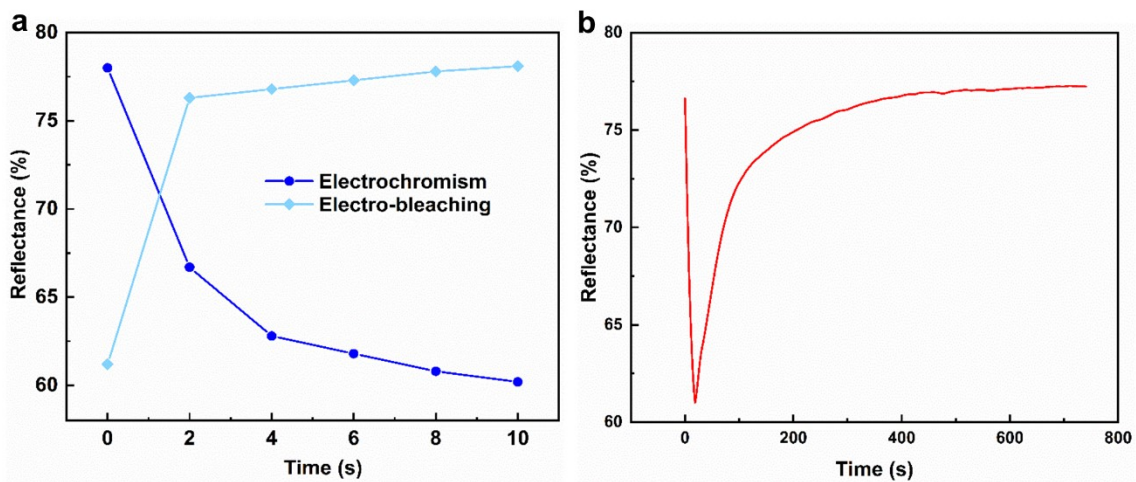 a
80
75
70
65
60
Reflectance (%)
Electrochromism
Electro-bleaching
0 2 4 6 8 10
Time (s)
b
80
75
70
65
60
Reflectance (%)
0 200 400 600 800
Time (s)